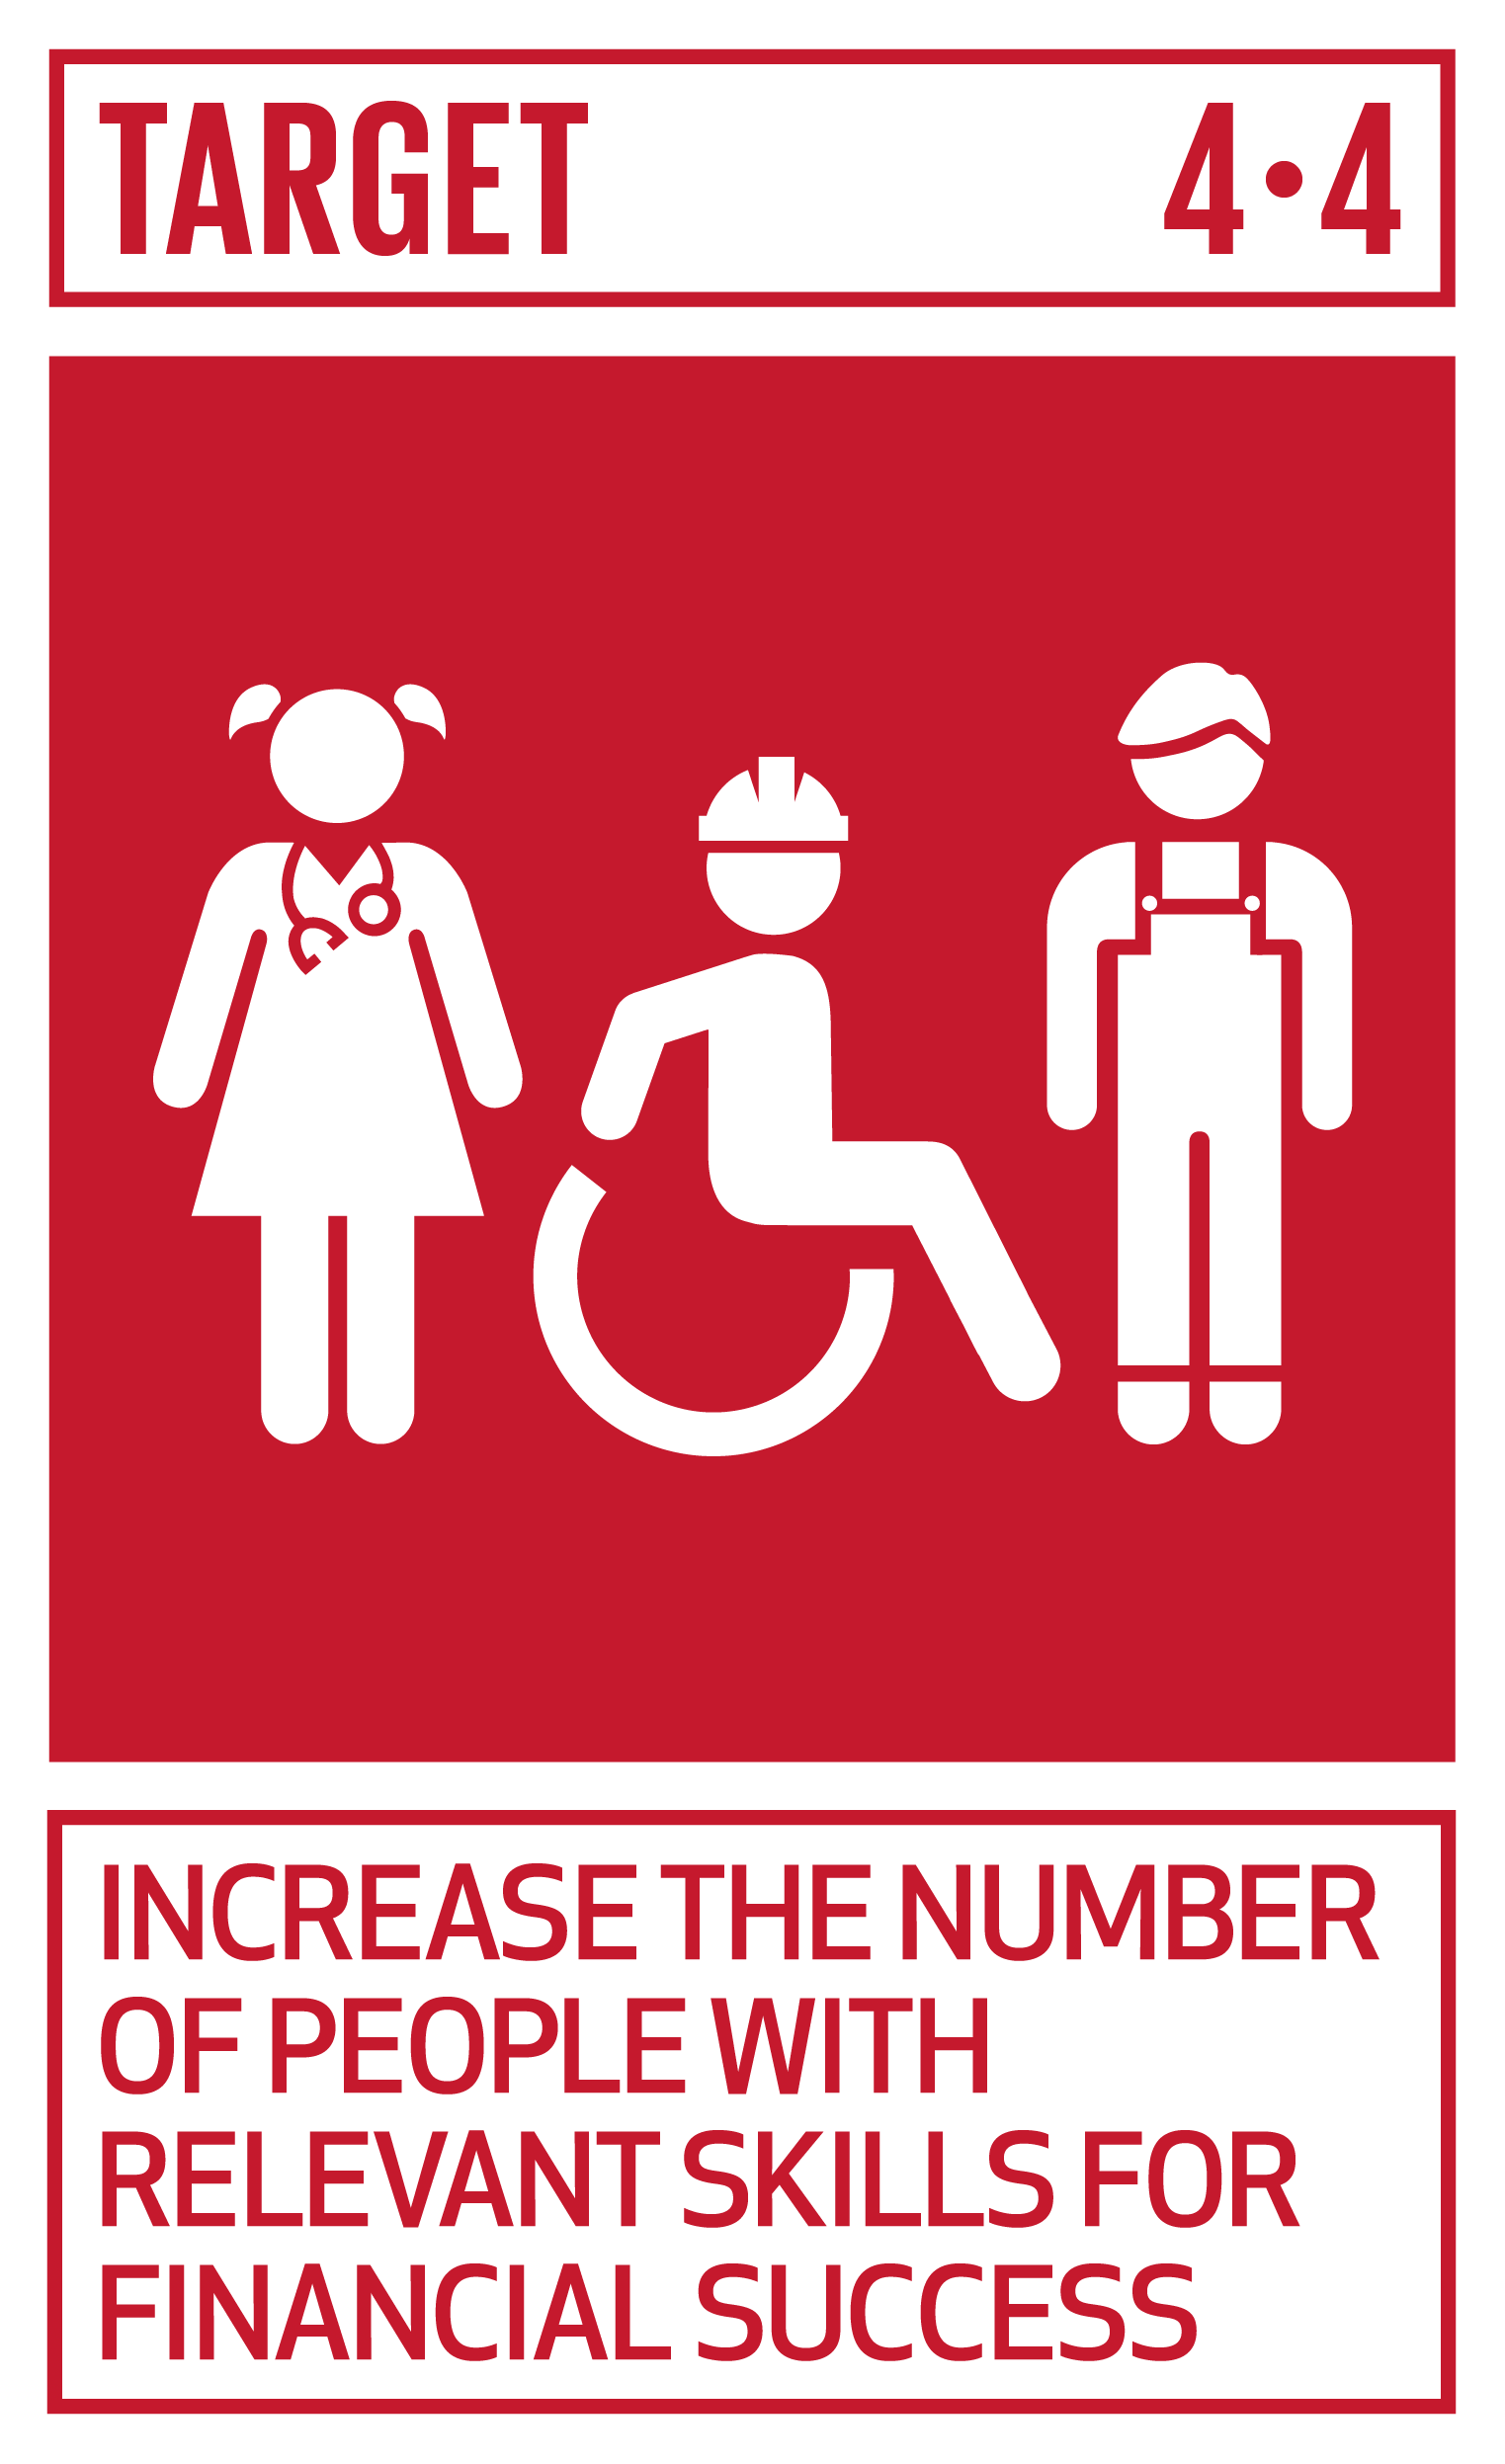 TARGET 4•4
INCREASE THE NUMBER
OF PEOPLE WITH
RELEVANT SKILLS FOR
FINANCIAL SUCCESS